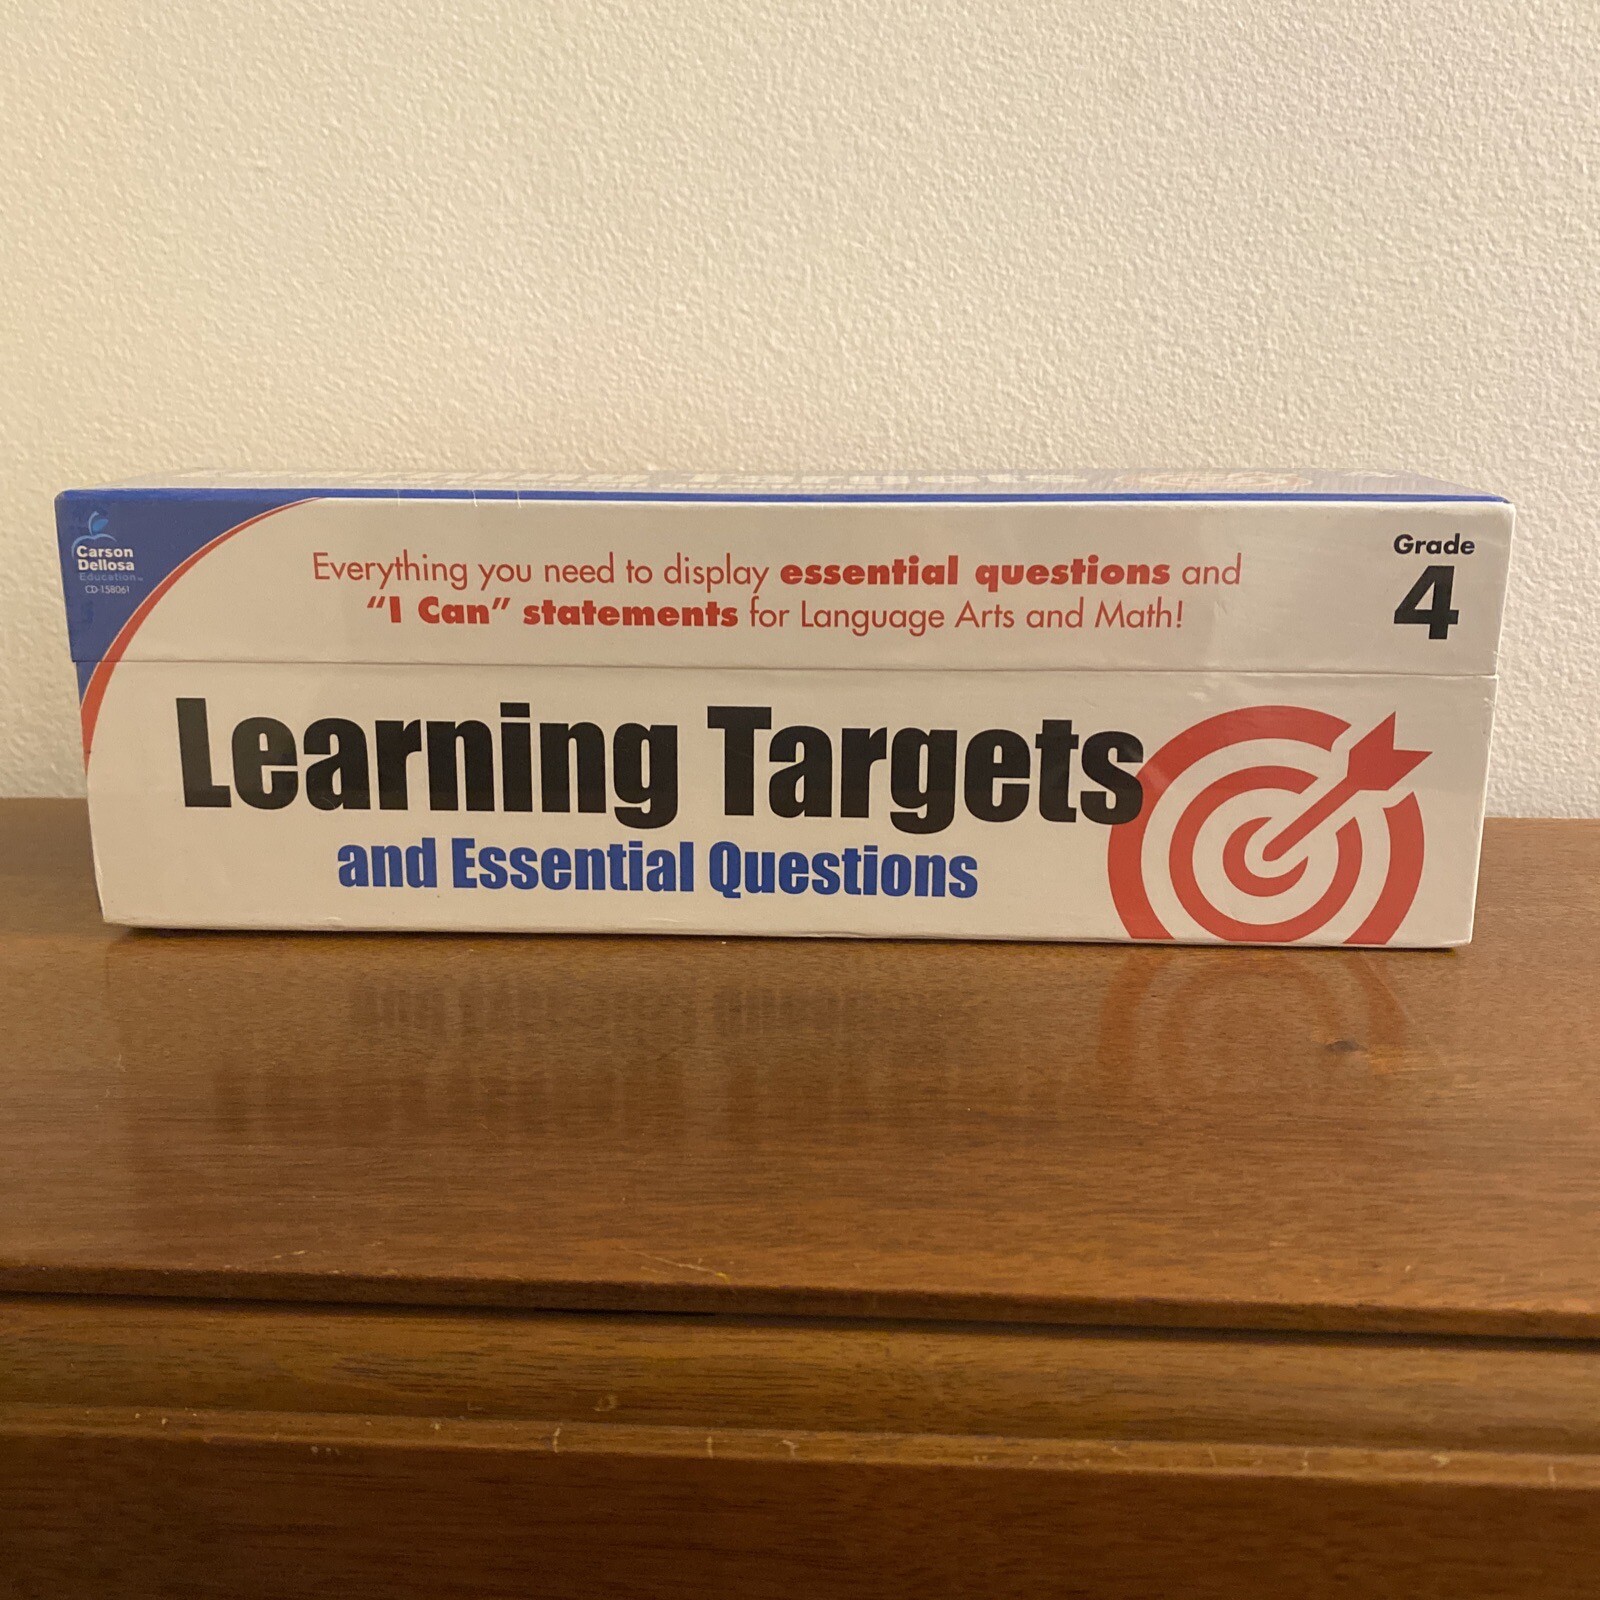 Carson
Dellosa
Education™
CD-158061
Everything you need to display essential questions and
“I Can” statements for Language Arts and Math!
Grade
4
Learning Targets
and Essential Questions